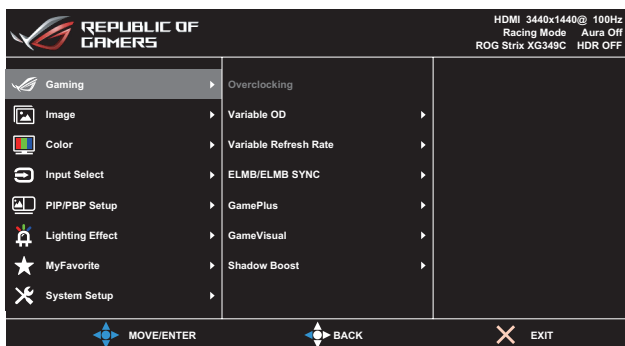 REPUBLIC OF
GAMERS
HDMI 3440x1440@ 100Hz
Racing Mode Aura Off
ROG Strix XG349C HDR OFF
Gaming
Image
Color
Input Select
PIP/PBP Setup
Lighting Effect
MyFavorite
System Setup
Overclocking
Variable OD
Variable Refresh Rate
ELMB/ELMB SYNC
GamePlus
GameVisual
Shadow Boost
MOVE/ENTER
BACK
EXIT